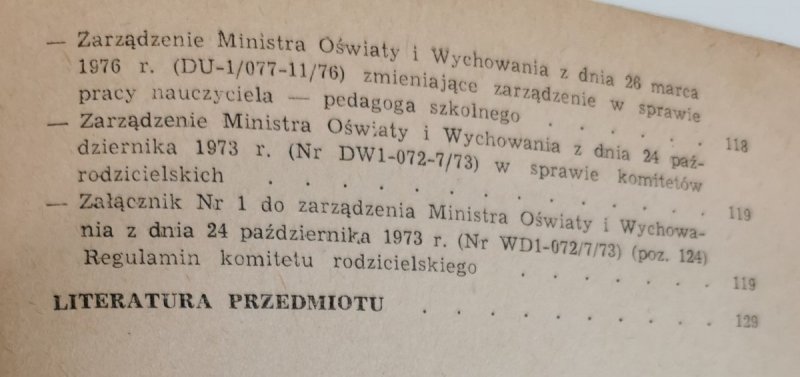 — Zarządzenie Ministra Oświaty i Wychowania z dnia 26 marca
1976 r. (DU-1/077-11/76) zmieniające zarządzenie w sprawie
pracy nauczyciela — pedagoga szkolnego . . . . . . 118
— Zarządzenie Ministra Oświaty i Wychowania z dnia 24 paź-
dziernika 1973 r. (Nr DW1-072-7/73) w sprawie komitetów
rodzicielskich . . . . . . . . . . . . . 119
— Załącznik Nr 1 do zarządzenia Ministra Oświaty i Wychowa-
nia z dnia 24 października 1973 r. (Nr WD1-072/7/73) (poz. 124)
Regulamin komitetu rodzicielskiego . . . . . . . 119
LITERATURA PRZEDMIOTU . . . . . . . . . 129